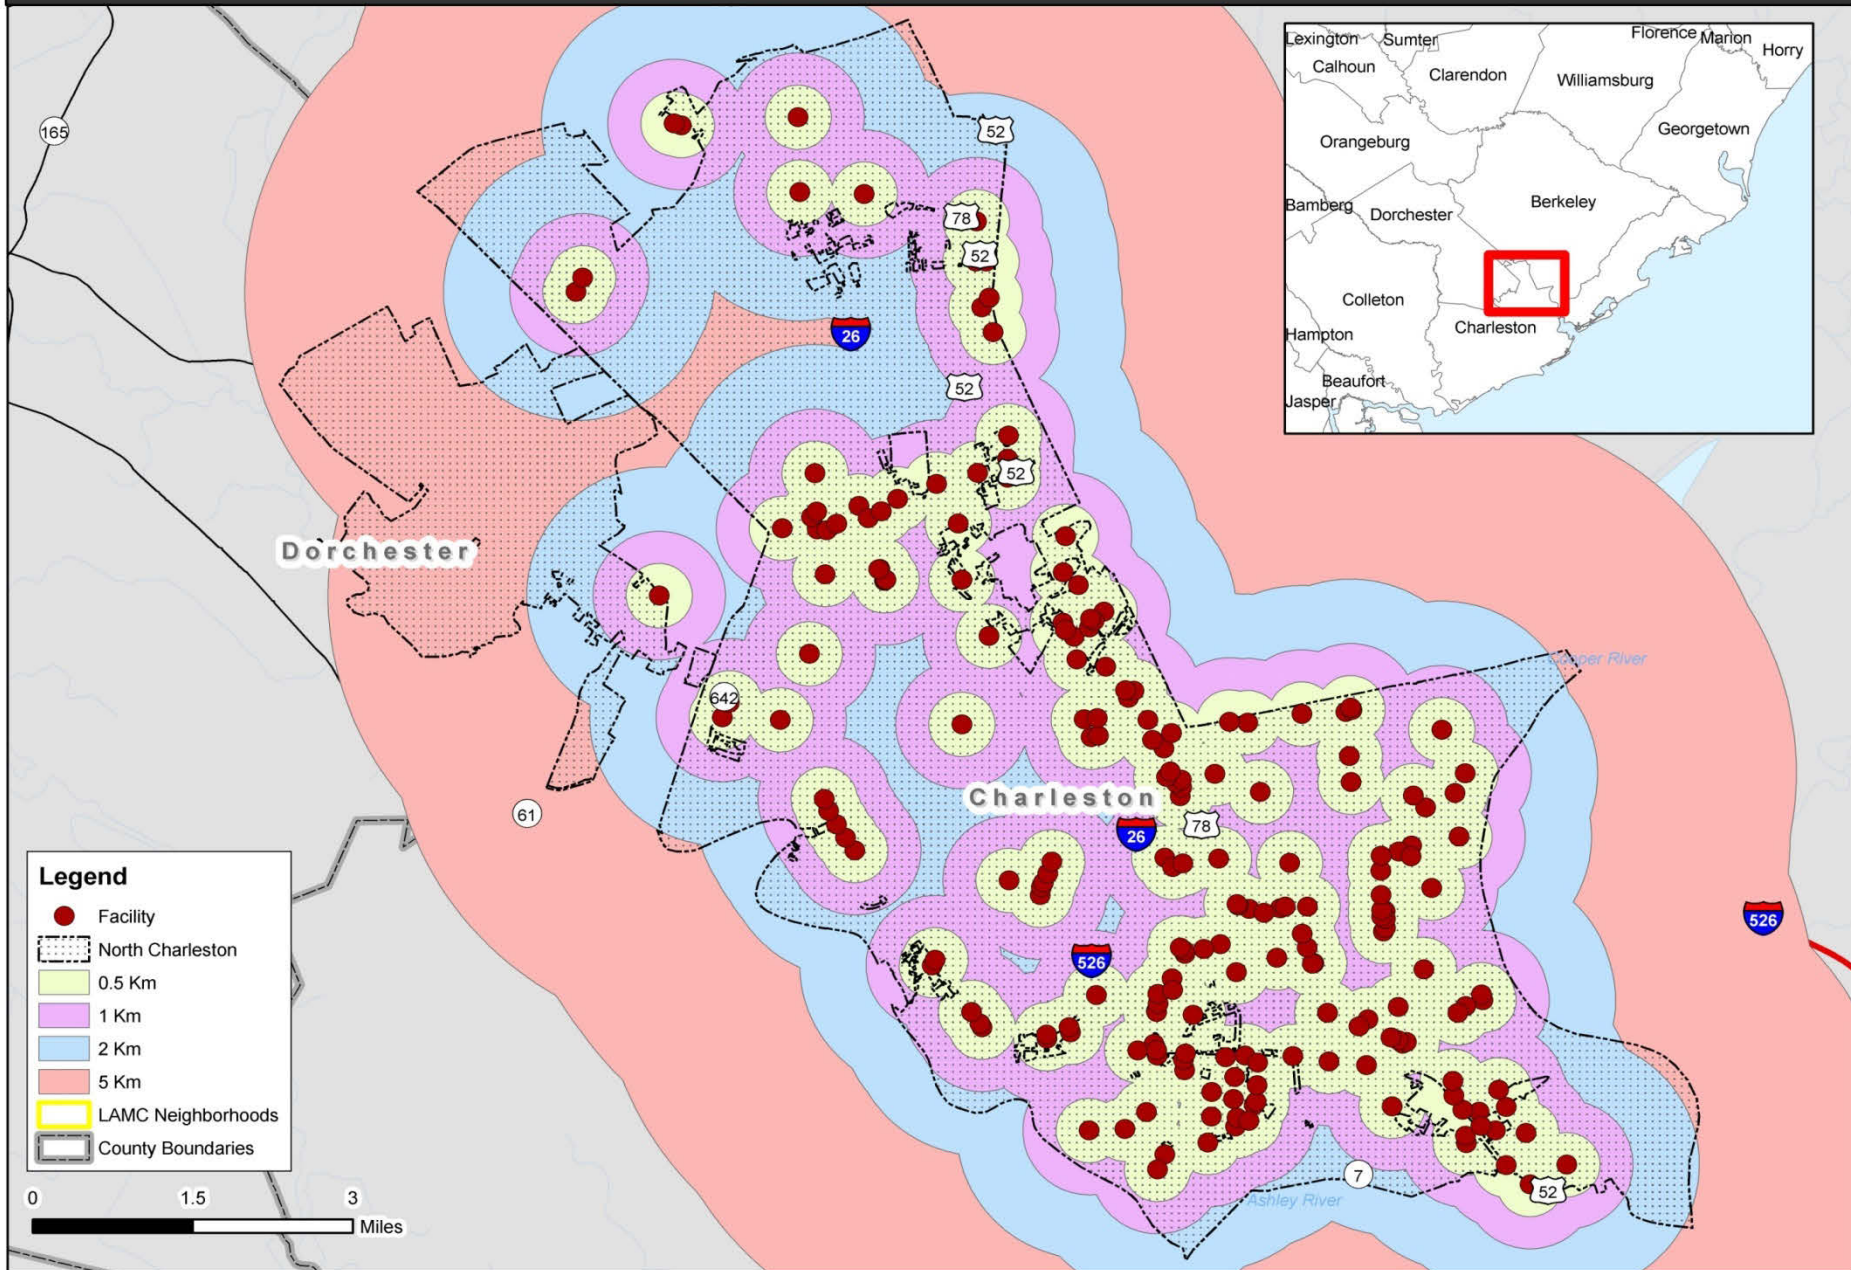 165
52
78
52
26
52
52
Dorchester
642
Cooper River
61
Charleston
26
78
526
526
7
52
Ashley River
Lexington
Sumter
Florence
Marion
Horry
Calhoun
Clarendon
Williamsburg
Georgetown
Orangeburg
Berkeley
Bamberg
Dorchester
Colleton
Charleston
Hampton
Beaufort
Jasper
Legend
Facility
North Charleston
0.5 Km
1 Km
2 Km
5 Km
LAMC Neighborhoods
County Boundaries
0 1.5 3
Miles